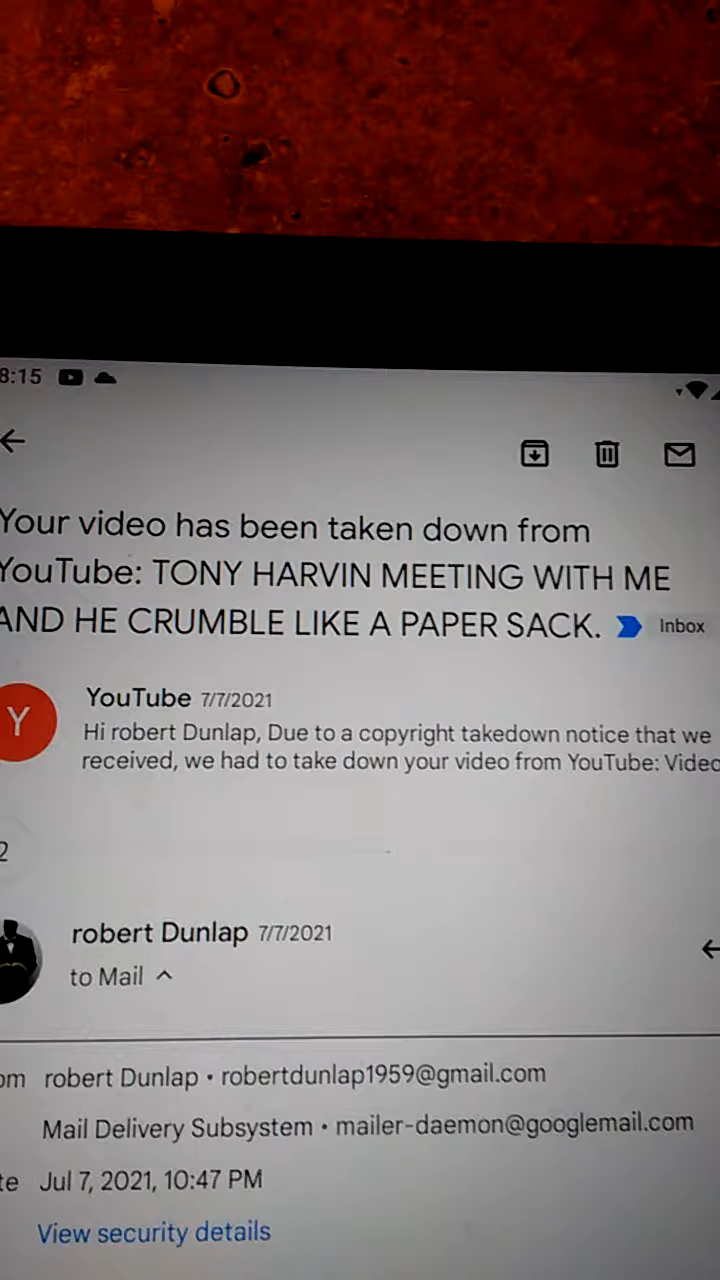 8:15
Your video has been taken down from
YouTube: TONY HARVIN MEETING WITH ME
AND HE CRUMBLE LIKE A PAPER SACK. Inbox
Y
YouTube 7/7/2021
Hi robert Dunlap, Due to a copyright takedown notice that we
received, we had to take down your video from YouTube: Video
2
robert Dunlap 7/7/2021
to Mail
om robert Dunlap • robertdunlap1959@gmail.com
Mail Delivery Subsystem • mailer-daemon@googlemail.com
te Jul 7, 2021, 10:47 PM
View security details